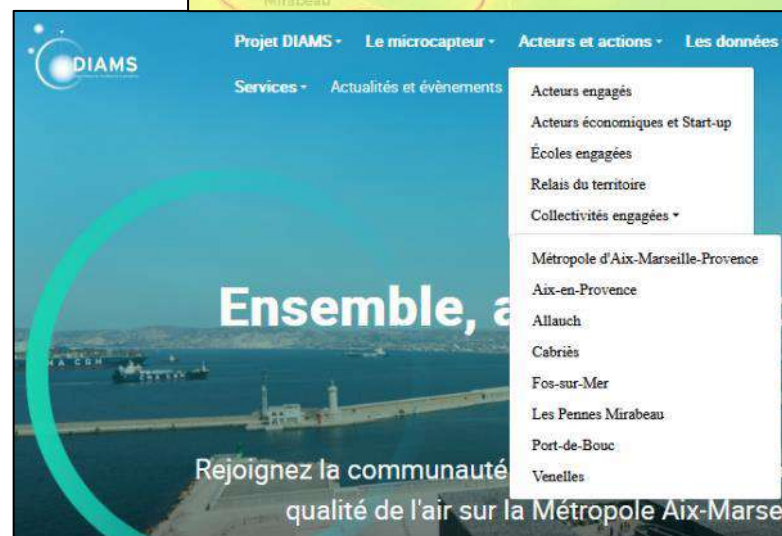 Mirabeau
DIAMS
Projet DIAMS Le microcapteur Acteurs et actions Les données
Services Actualités et évènements
Acteurs engagés
Acteurs économiques et Start-up
Écoles engagées
Relais du territoire
Collectivités engagées
Métropole d'Aix-Marseille-Provence
Aix-en-Provence
Allauch
Cabriès
Fos-sur-Mer
Les Pennes Mirabeau
Port-de-Bouc
Venelles
Ensemble, a
CMA CGM
Rejoignez la communauté
qualité de l'air sur la Métropole Aix-Marse